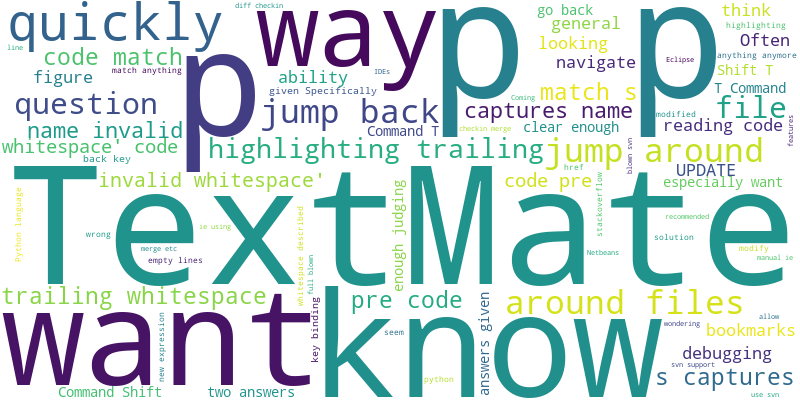 diff checkin
quickly
way
p
p
go back
general
think
highlighting
line
code match
looking
Often
figure
match anything
ability
IDEs
navigate
anything anymore
Eclipse
Shift T
question
p
given Specifically
jump back
match s
captures name
Coming
T Command
file
modified
name invalid
Command T
checkin merge
clear enough
reading code
features
whitespace' code
back key
highlighting trailing
jump around
blown svn
UPDATE
invalid whitespace'
code pre
href
especially want
Python language
TextMate
wrong
merge etc
empty lines
ie using
whitespace described
full blown
enough judging
stackoverflow
Netbeans
recommended
solution
modify
manual ie
trailing whitespace
pre code
around files
want
know
new expression
key binding
seem
python
answers given
allow
wondering
bookmarks
debugging
svn support
s captures
Command Shift
two answers
use svn